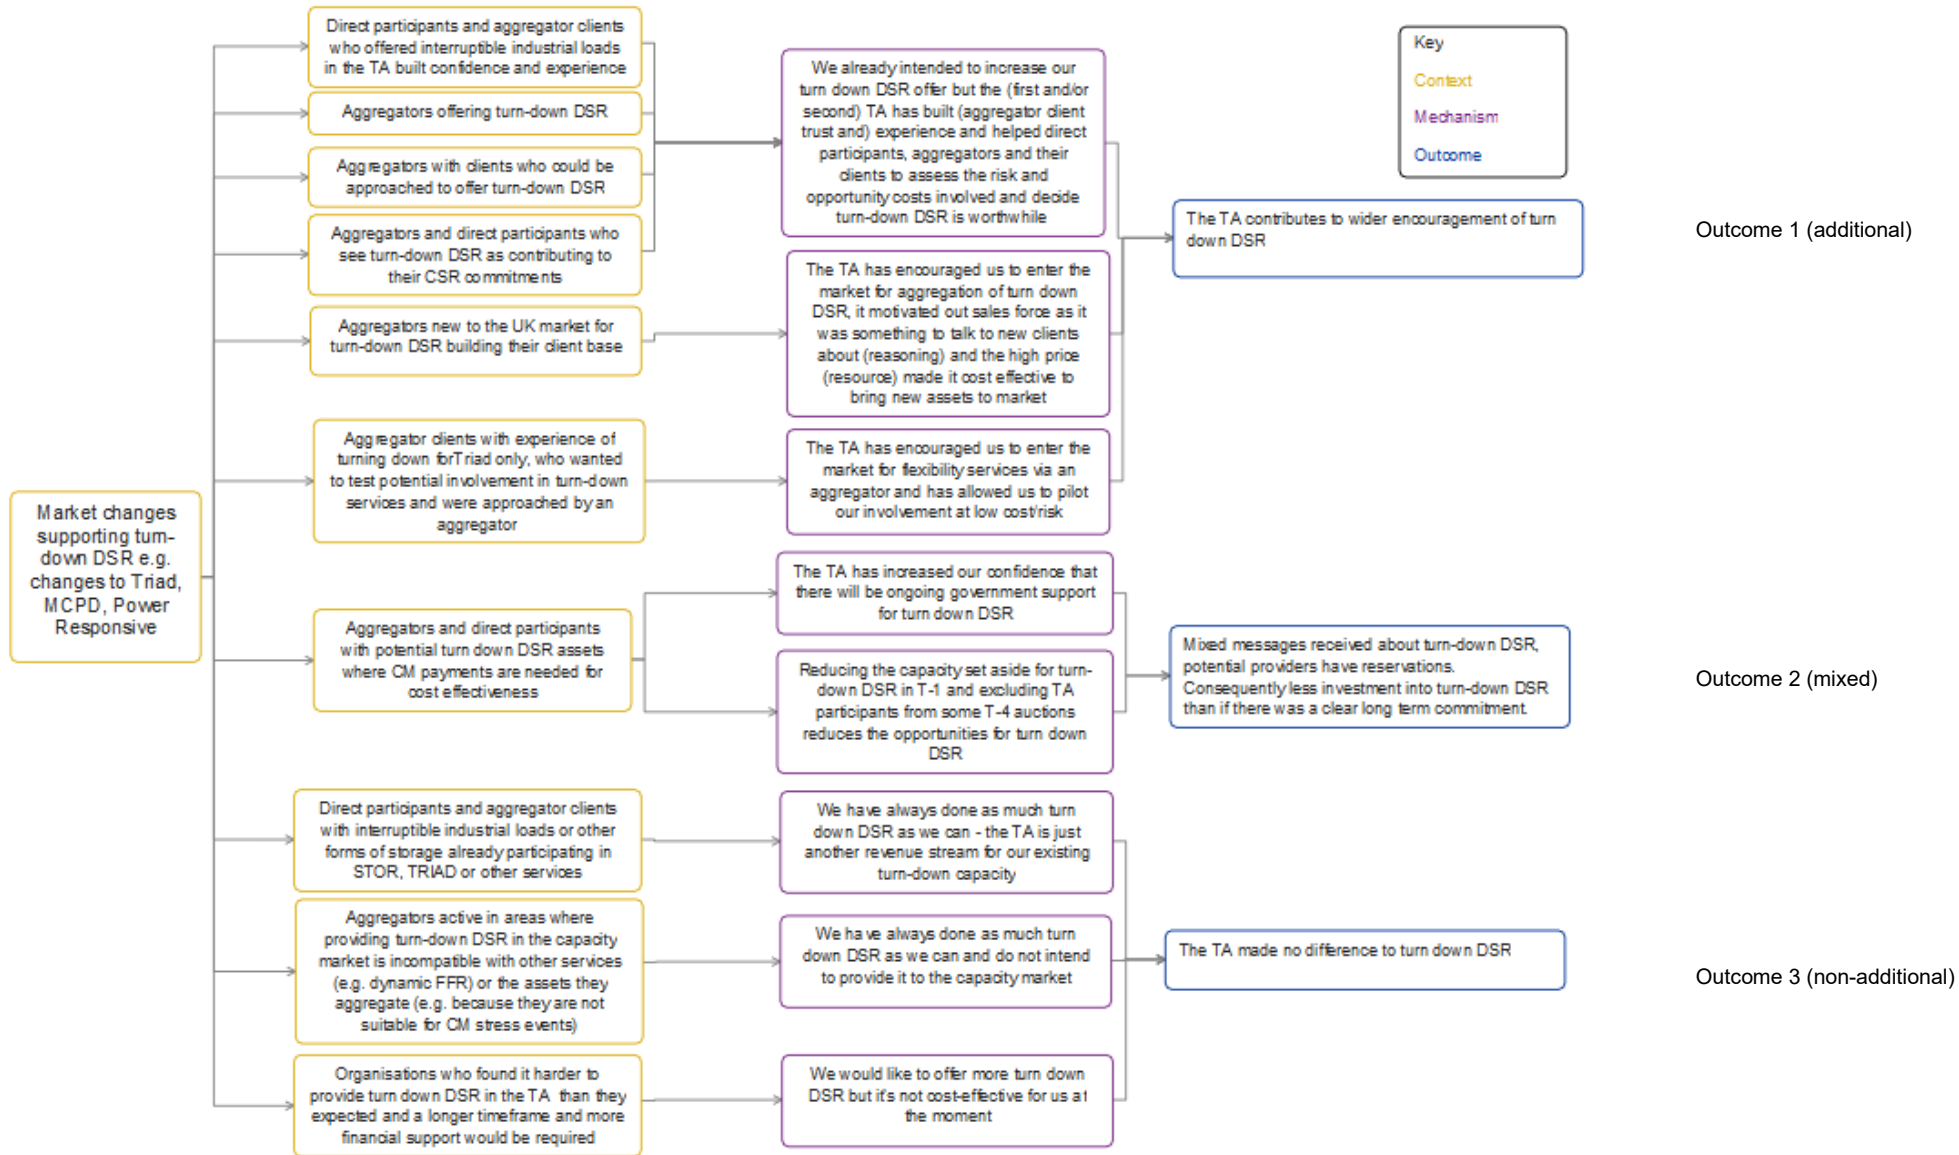 Direct participants and aggregator clients
who offered interruptible industrial loads
in the TA built confidence and experience
Aggregators offering turn-down DSR
Aggregators with clients who could be
approached to offer turn-down DSR
Aggregators and direct participants who
see turn-down DSR as contributing to
their CSR commitments
Aggregators new to the UK market for
turn-down DSR building their client base
Aggregator clients with experience of
turning down forTriad only, who wanted
to test potential involvement in turn-down
services and were approached by an
aggregator
Market changes
supporting turn-
down DSR e.g.
changes to Triad,
MCPD, Power
Responsive
Aggregators and direct participants
with potential turn down DSR assets
where CM payments are needed for
cost effectiveness
Direct participants and aggregator clients
with interruptible industrial loads or other
forms of storage already participating in
STOR, TRIAD or other services
Aggregators active in areas where
providing turn-down DSR in the capacity
market is incompatible with other services
(e.g. dynamic FFR) or the assets they
aggregate (e.g. because they are not
suitable for CM stress events)
Organisations who found it harder to
provide turn down DSR in the TA than they
expected and a longer timeframe and more
financial support would be required
We already intended to increase our
turn down DSR offer but the (first and/or
second) TA has built (aggregator client
trust and) experience and helped direct
participants, aggregators and their
clients to assess the risk and
opportunity costs involved and decide
turn-down DSR is worthwhile
The TA has encouraged us to enter the
market for aggregation of turn down
DSR, it motivated out sales force as it
was something to talk to new clients
about (reasoning) and the high price
(resource) made it cost effective to
bring new assets to market
The TA has encouraged us to enter the
market for flexibility services via an
aggregator and has allowed us to pilot
our involvement at low cost/risk
The TA has increased our confidence that
there will be ongoing government support
for turn down DSR
Reducing the capacity set aside for turn-
down DSR in T-1 and excluding TA
participants from some T-4 auctions
reduces the opportunities for turn down
DSR
We have always done as much turn
down DSR as we can - the TA is just
another revenue stream for our existing
turn-down capacity
We have always done as much turn
down DSR as we can and do not intend
to provide it to the capacity market
We would like to offer more turn down
DSR but it's not cost-effective for us at
the moment
Key
Context
Mechanism
Outcome
The TA contributes to wider encouragement of turn
down DSR
Outcome 1 (additional)
Mixed messages received about turn-down DSR,
potential providers have reservations.
Consequently less investment into turn-down DSR
than if there was a clear long term commitment.
Outcome 2 (mixed)
The TA made no difference to turn down DSR
Outcome 3 (non-additional)